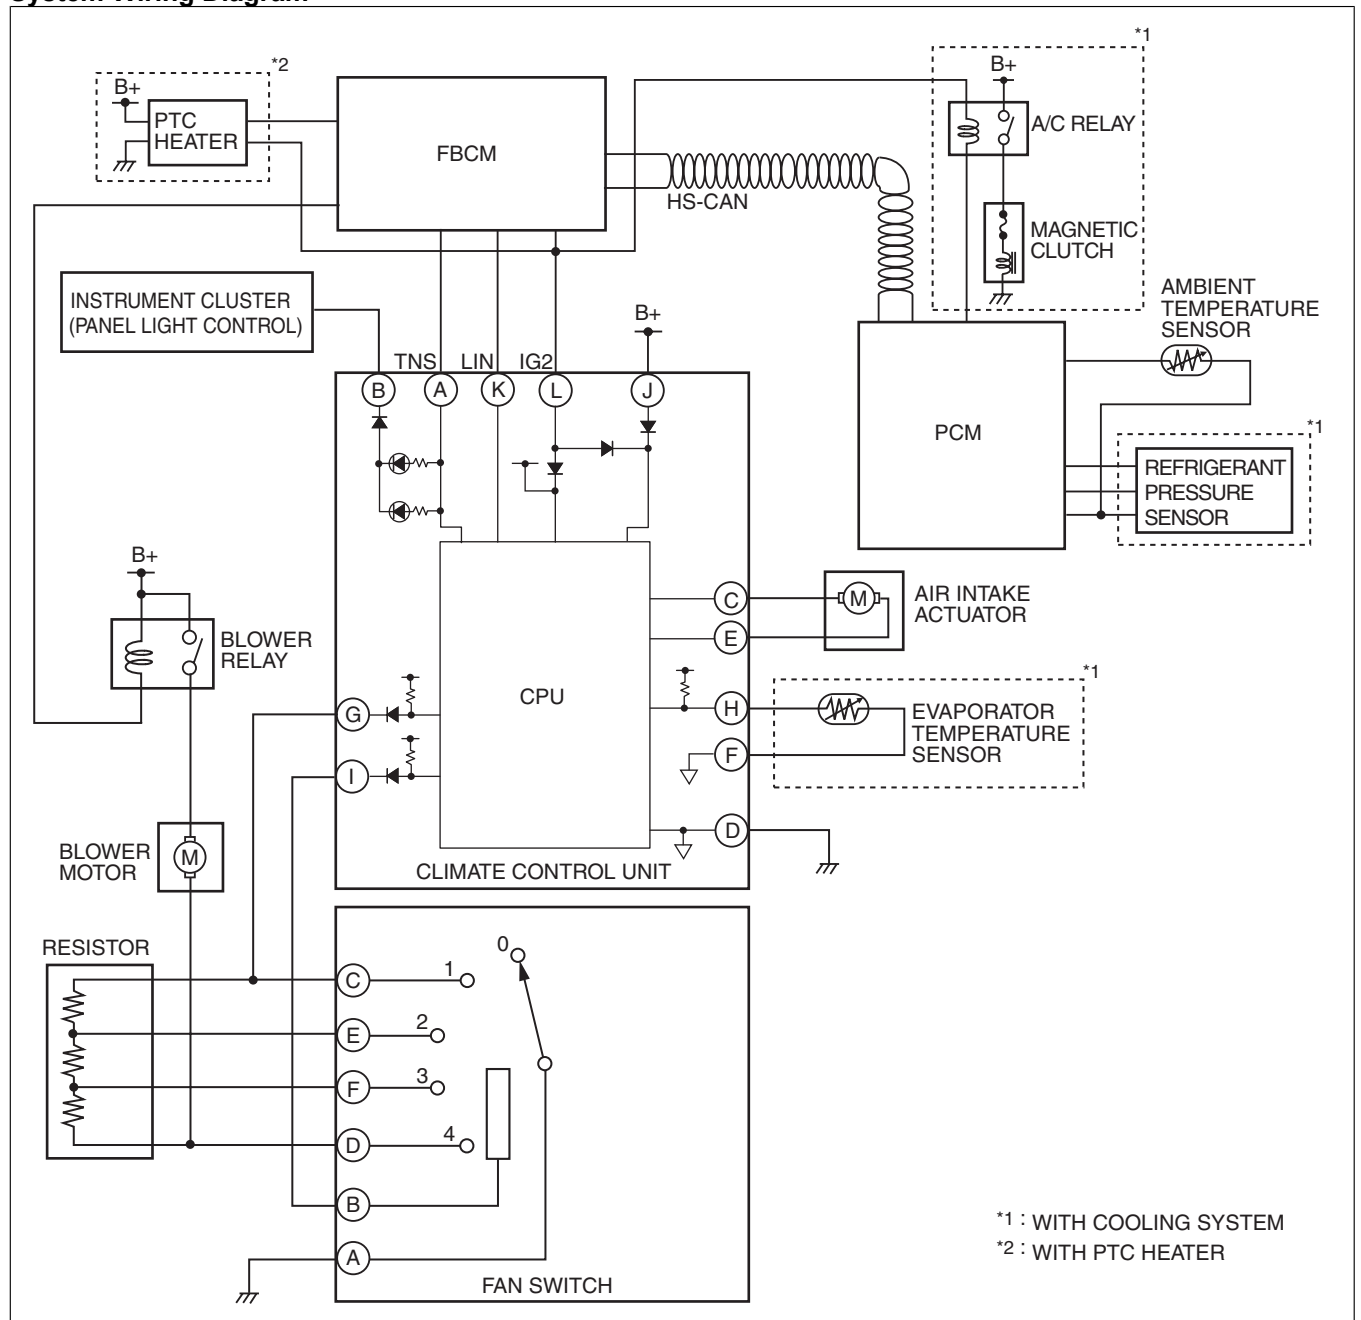 System Wiring Diagram
*1
*2
B+
B+
PTC
HEATER
FBCM
A/C RELAY
HS-CAN
MAGNETIC
CLUTCH
INSTRUMENT CLUSTER
(PANEL LIGHT CONTROL)
AMBIENT
TEMPERATURE
SENSOR
B+
TNS
LIN
IG2
B
A
K
L
J
PCM
*1
REFRIGERANT
PRESSURE
SENSOR
B+
BLOWER
RELAY
C
M
AIR INTAKE
ACTUATOR
E
*1
CPU
G
H
EVAPORATOR
TEMPERATURE
SENSOR
F
I
D
BLOWER
MOTOR
M
CLIMATE CONTROL UNIT
RESISTOR
0
C
1
E
2
F
3
D
4
B
A
FAN SWITCH
*1 : WITH COOLING SYSTEM
*2 : WITH PTC HEATER